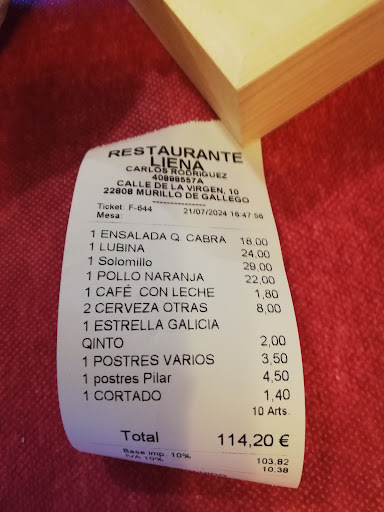 RESTAURANTE
LIENA
CARLOS RODRIGUEZ
40898557A
CALLE DE LA VIRGEN, 10
22808 MURILLO DE GALLEGO
Ticket: F-644 21/07/2024 16:47:56
Mesa:
1 ENSALADA Q. CABRA 18,00
1 LUBINA 24,00
1 Solomillo 29,00
1 POLLO NARANJA 22,00
1 CAFÉ CON LECHE 1,80
2 CERVEZA OTRAS 8,00
1 ESTRELLA GALICIA
QINTO 2,00
1 POSTRES VARIOS 3,50
1 postres Pilar 4,50
1 CORTADO 1,40
10 Arts.
Total 114,20 €
Base imp. 10% 103,82
IVA 10% 10,38